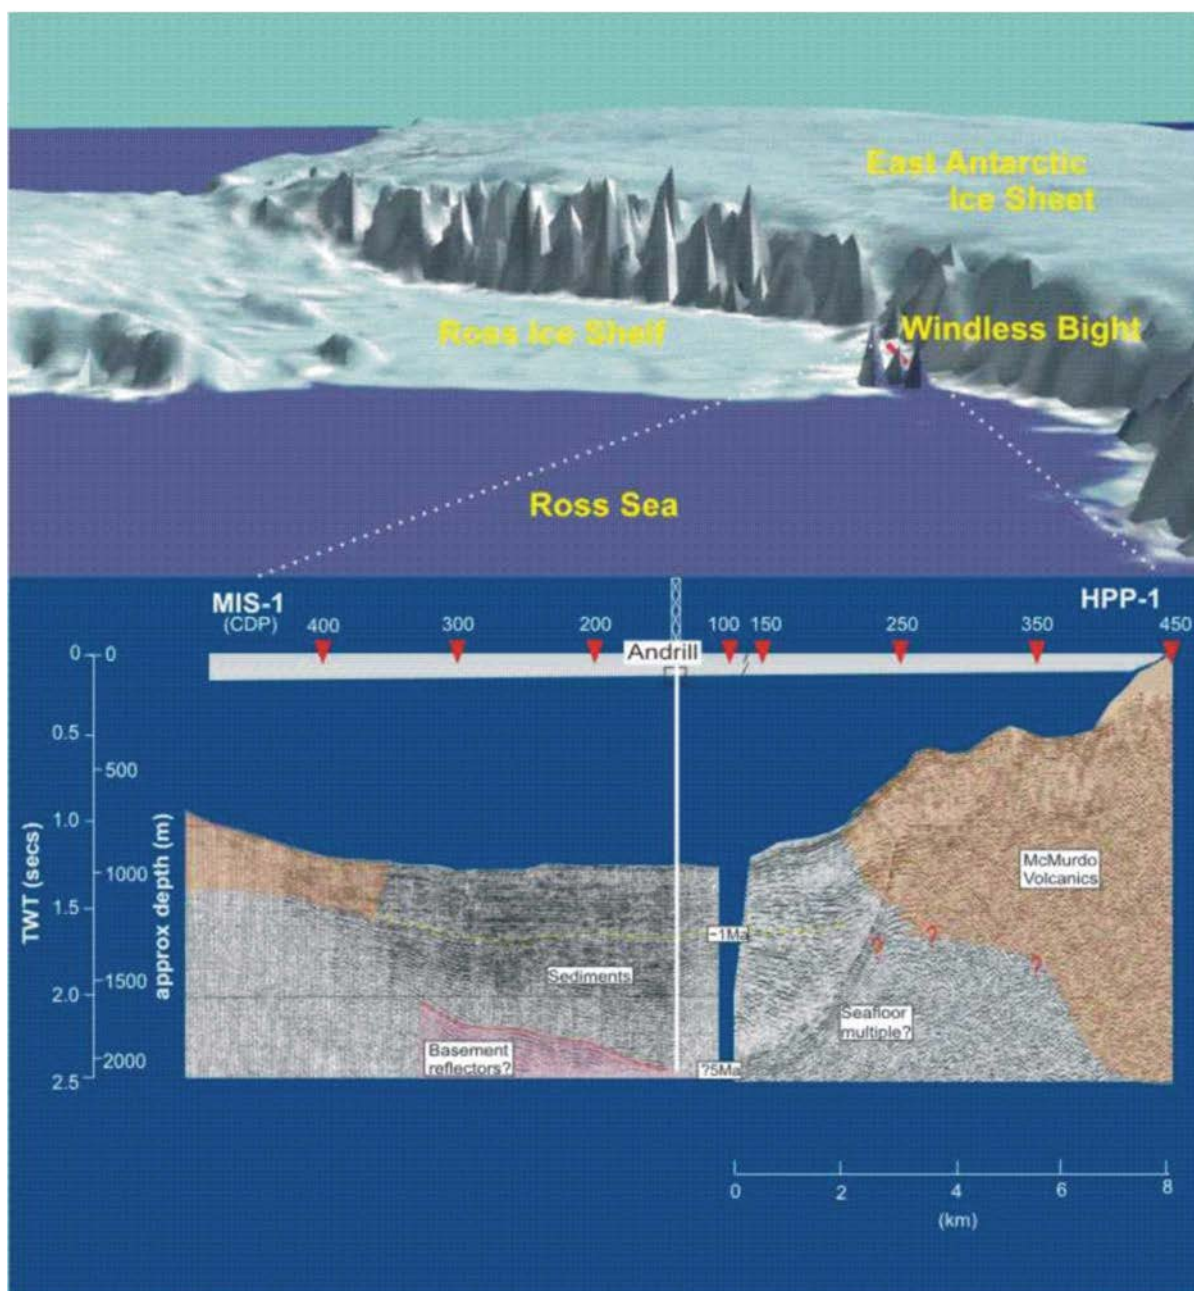 East Antarctic
Ice Sheet
Ross Ice Shelf
Windless Bight
Ross Sea
MIS-1
HPP-1
(CDP)
400
300
200
100
150
250
350
450
Andrill
0
0
0.5
500
1.0
1000
1.5
1500
2.0
2000
2.5
TWT (secs)
approx depth (m)
McMurdo
Volcanics
~1Ma
?
?
?
Sediments
Seafloor
multiple?
Basement
reflectors?
?5Ma
0
2
4
6
8
(km)